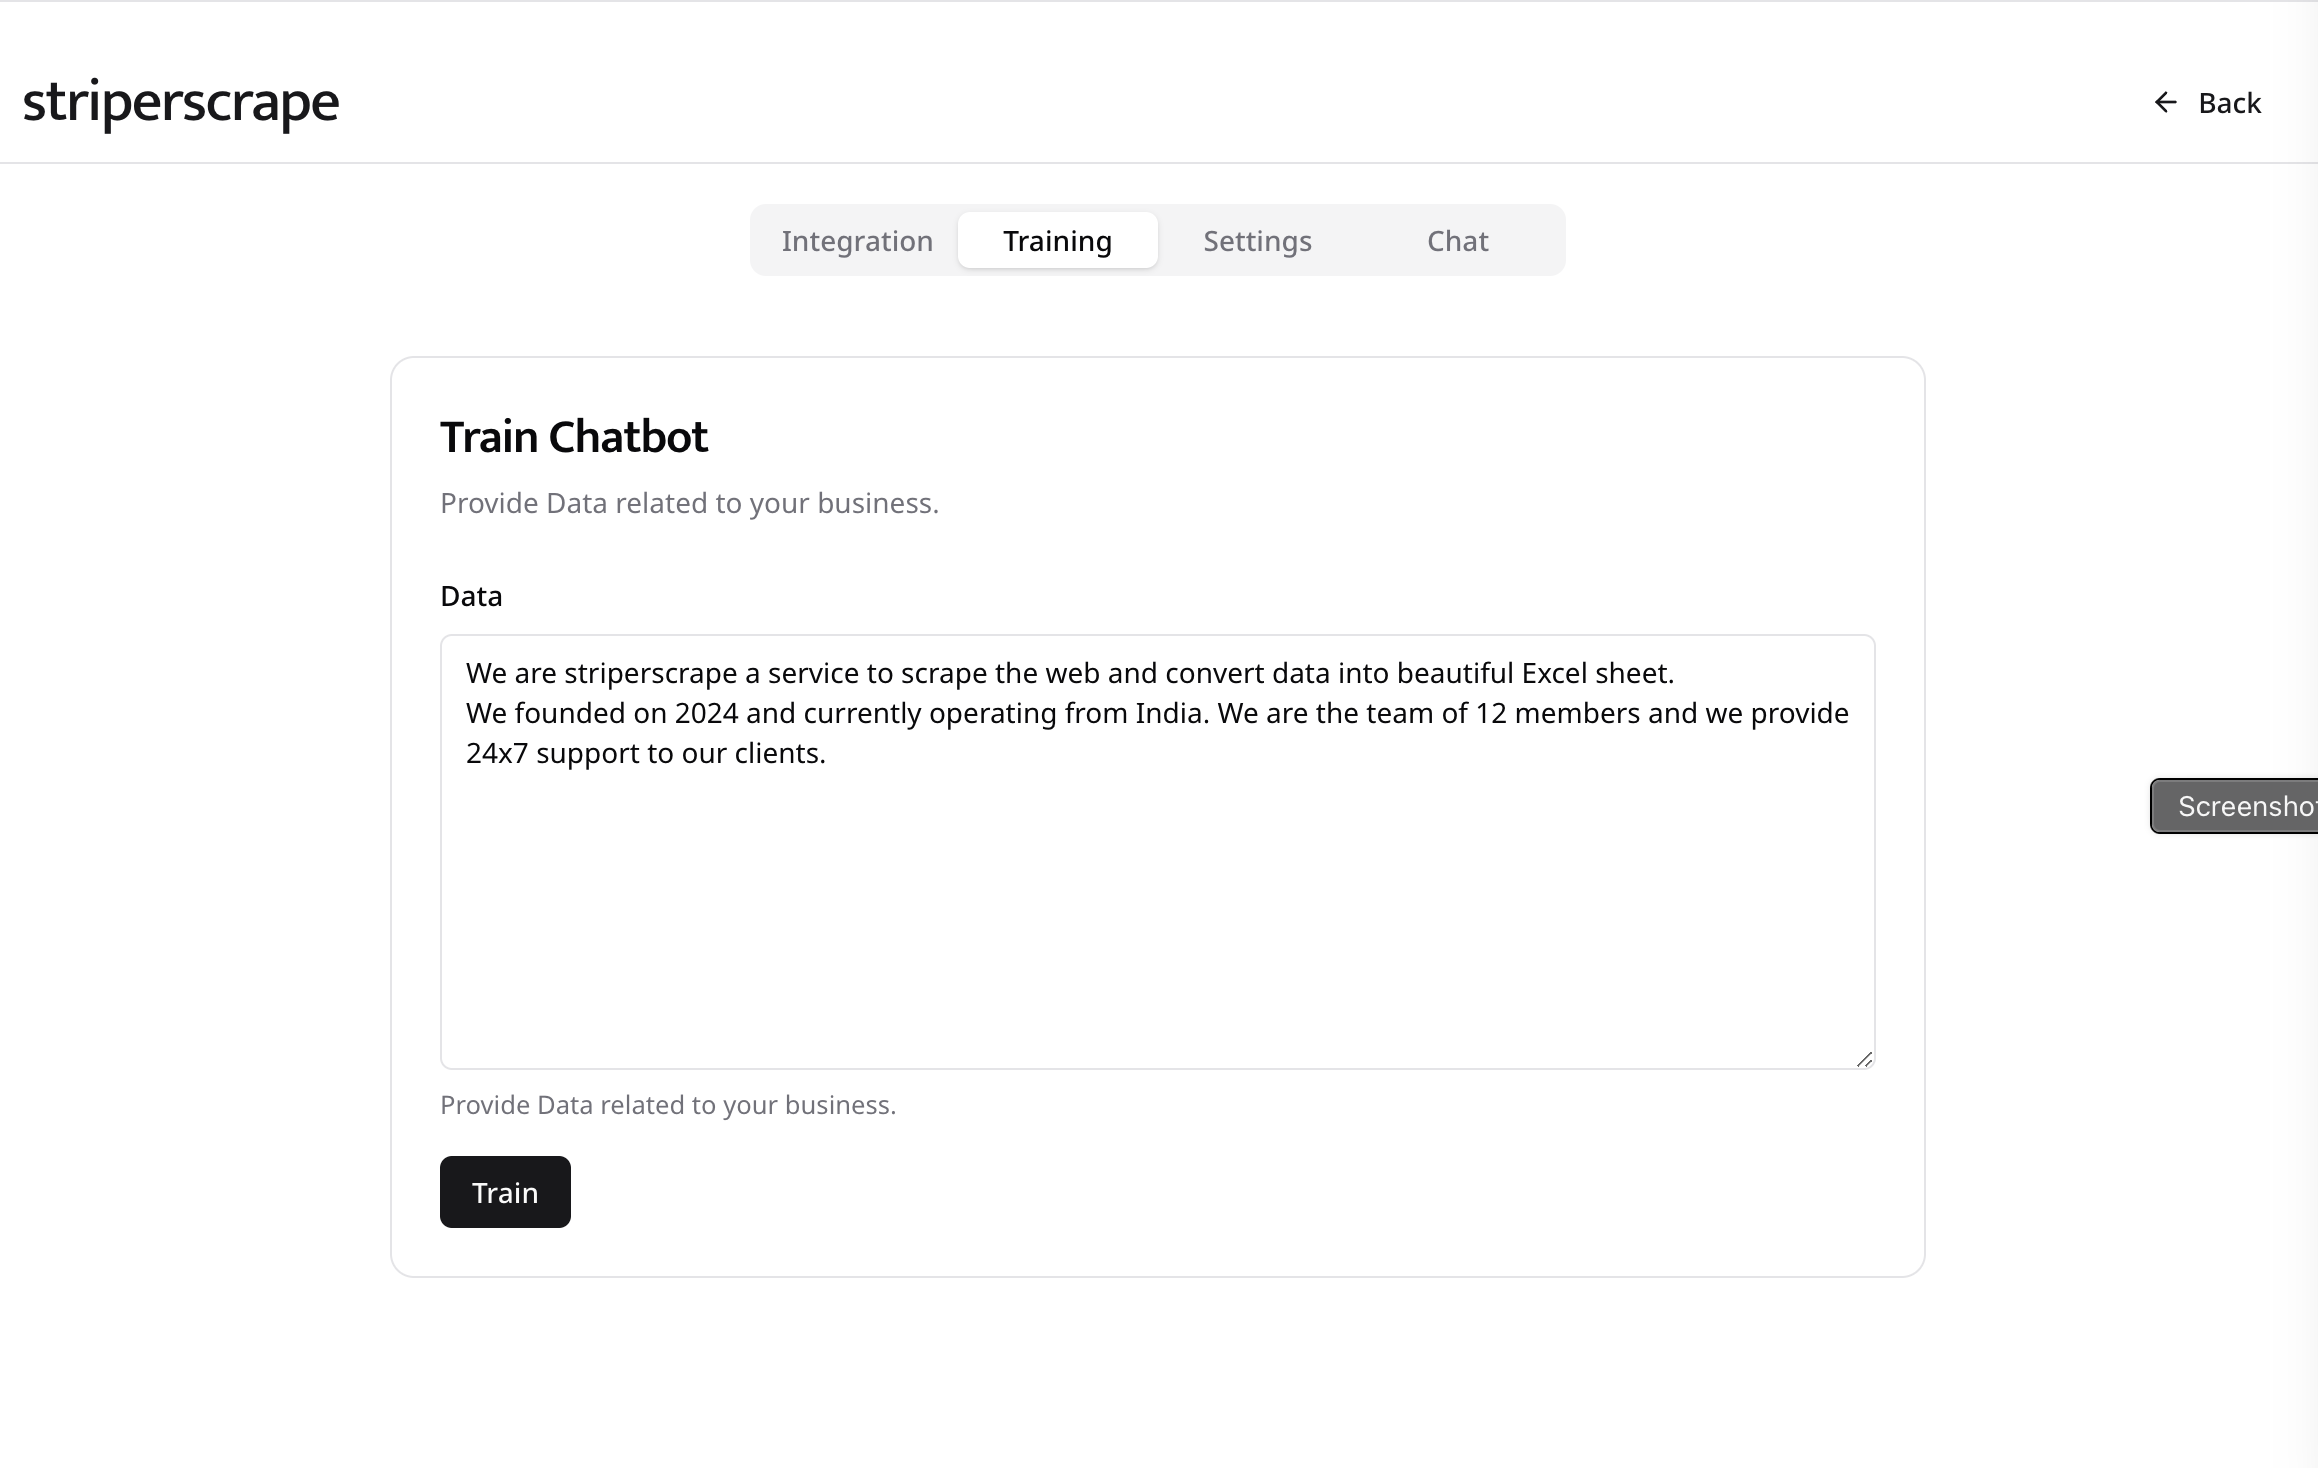 striperscrape
Back
Integration
Training
Settings
Chat
Train Chatbot
Provide Data related to your business.
Data
We are striperscrape a service to scrape the web and convert data into beautiful Excel sheet.
We founded on 2024 and currently operating from India. We are the team of 12 members and we provide
24x7 support to our clients.
Provide Data related to your business.
Train